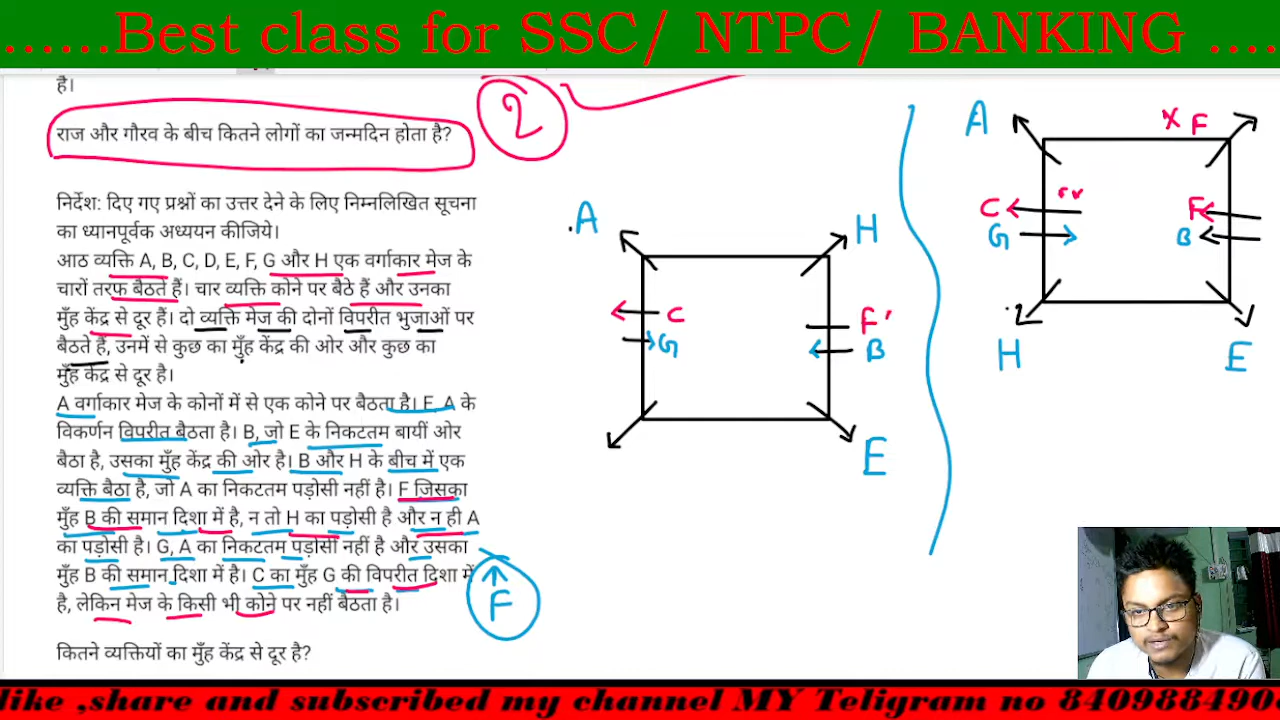 ......Best class for SSC/ NTPC/ BANKING ....
है।
राज और गौरव के बीच कितने लोगों का जन्मदिन होता है?
2
निर्देश: दिए गए प्रश्नों का उत्तर देने के लिए निम्नलिखित सूचना
का ध्यानपूर्वक अध्ययन कीजिये।
आठ व्यक्ति A, B, C, D, E, F, G और H एक वर्गाकार मेज के
चारों तरफ बैठते हैं। चार व्यक्ति कोने पर बैठे हैं और उनका
मुँह केंद्र से दूर हैं। दो व्यक्ति मेज की दोनों विपरीत भुजाओं पर
बैठते हैं, उनमें से कुछ का मुँह केंद्र की ओर और कुछ का
मुँह केंद्र से दूर है।
A वर्गाकार मेज के कोनों में से एक कोने पर बैठता है। E, A के
विकर्णन विपरीत बैठता है। B, जो E के निकटतम बायीं ओर
बैठा है, उसका मुँह केंद्र की ओर है। B और H के बीच में एक
व्यक्ति बैठा है, जो A का निकटतम पड़ोसी नहीं है। F जिसका
मुँह B की समान दिशा में है, न तो H का पड़ोसी है और न ही A
का पड़ोसी है। G, A का निकटतम पड़ोसी नहीं है और उसका
मुँह B की समान दिशा में है। C का मुँह G की विपरीत दिशा में
है, लेकिन मेज के किसी भी कोने पर नहीं बैठता है।
F
कितने व्यक्तियों का मुँह केंद्र से दूर है?
A
H
C
F
G
B
E
A
x F
C
F
G
B
H
E
like ,share and subscribed my channel MY Teligram no 840988490